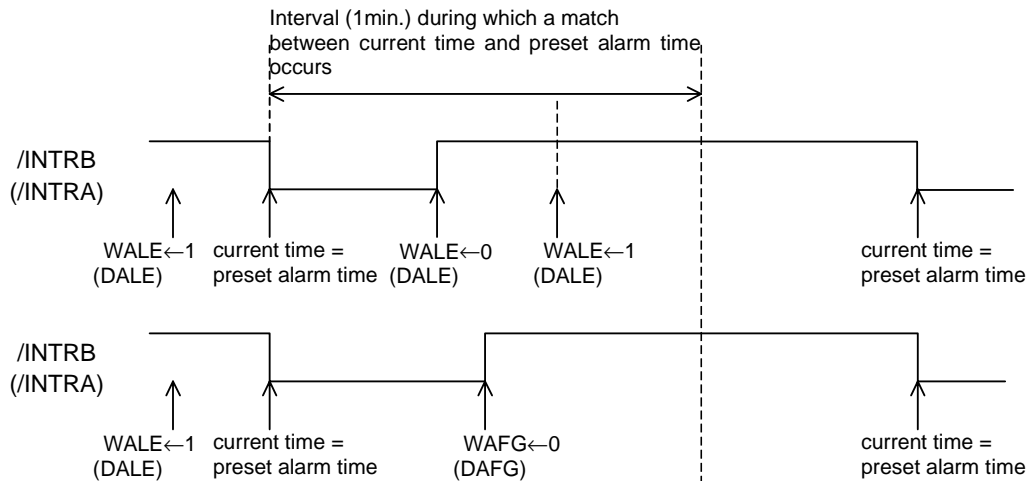 Interval (1min.) during which a match
between current time and preset alarm time
occurs
/INTRB
(/INTRA)
WALE←1
(DALE)
current time =
preset alarm time
WALE←0
(DALE)
WALE←1
(DALE)
current time =
preset alarm time
/INTRB
(/INTRA)
WALE←1
(DALE)
current time =
preset alarm time
WAFG←0
(DAFG)
current time =
preset alarm time